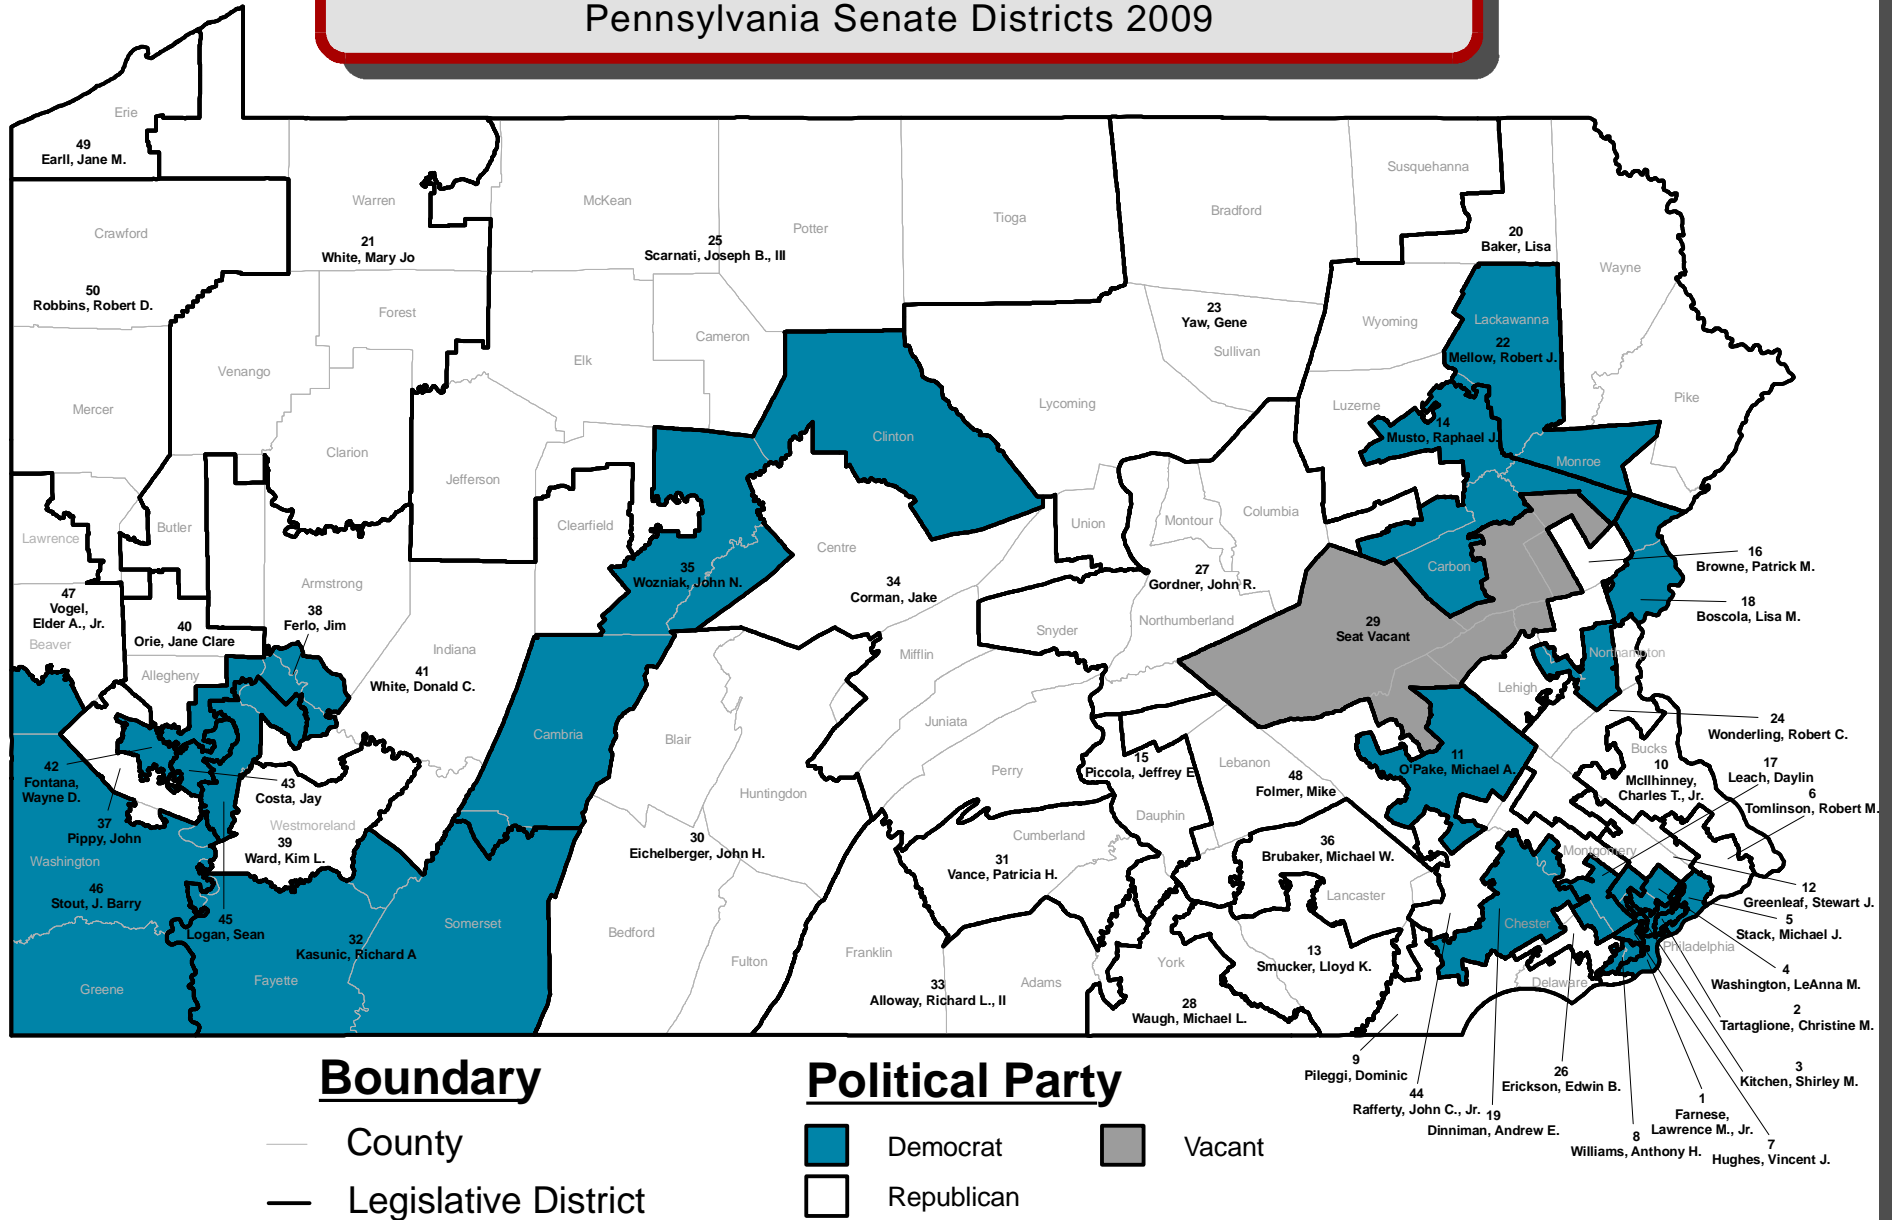 Pennsylvania Senate Districts 2009
Erie
49
Earll, Jane M.
Crawford
50
Robbins, Robert D.
Mercer
Warren
21
White, Mary Jo
Forest
Venango
Clarion
McKean
25
Scarnati, Joseph B., III
Potter
Cameron
Elk
Jefferson
Clearfield
Tioga
Bradford
Susquehanna
20
Baker, Lisa
Wayne
23
Yaw, Gene
Sullivan
Wyoming
Lackawanna
22
Mellow, Robert J.
Pike
Lycoming
Clinton
Luzerne
14
Musto, Raphael J.
Monroe
Lawrence
47
Vogel,
Elder A., Jr.
Beaver
Butler
Armstrong
38
Ferlo, Jim
40
Orie, Jane Clare
Allegheny
Indiana
41
White, Donald C.
35
Wozniak, John N.
Centre
34
Corman, Jake
Union
Montour
Columbia
27
Gordner, John R.
Northumberland
Snyder
Mifflin
Juniata
Perry
29
Seat Vacant
Carbon
16
Browne, Patrick M.
18
Boscola, Lisa M.
Northampton
Lehigh
24
Wonderling, Robert C.
Bucks
10
McIlhinney,
Charles T., Jr.
17
Leach, Daylin
6
Tomlinson, Robert M.
Montgomery
12
Greenleaf, Stewart J.
5
Stack, Michael J.
Philadelphia
4
Washington, LeAnna M.
2
Tartaglione, Christine M.
3
Kitchen, Shirley M.
1
Farnese,
Lawrence M., Jr.
7
Hughes, Vincent J.
8
Williams, Anthony H.
26
Erickson, Edwin B.
19
Dinniman, Andrew E.
44
Rafferty, John C., Jr.
9
Pileggi, Dominic
Delaware
Chester
11
O'Pake, Michael A.
Lebanon
48
Folmer, Mike
15
Piccola, Jeffrey E
Dauphin
36
Brubaker, Michael W.
Lancaster
13
Smucker, Lloyd K.
York
28
Waugh, Michael L.
Cumberland
31
Vance, Patricia H.
Adams
33
Alloway, Richard L., II
Franklin
Fulton
Huntingdon
Blair
30
Eichelberger, John H.
Bedford
Cambria
Somerset
32
Kasunic, Richard A
Fayette
Westmoreland
39
Ward, Kim L.
43
Costa, Jay
42
Fontana,
Wayne D.
37
Pippy, John
Washington
46
Stout, J. Barry
45
Logan, Sean
Greene
Boundary
County
Legislative District
Political Party
Democrat
Vacant
Republican